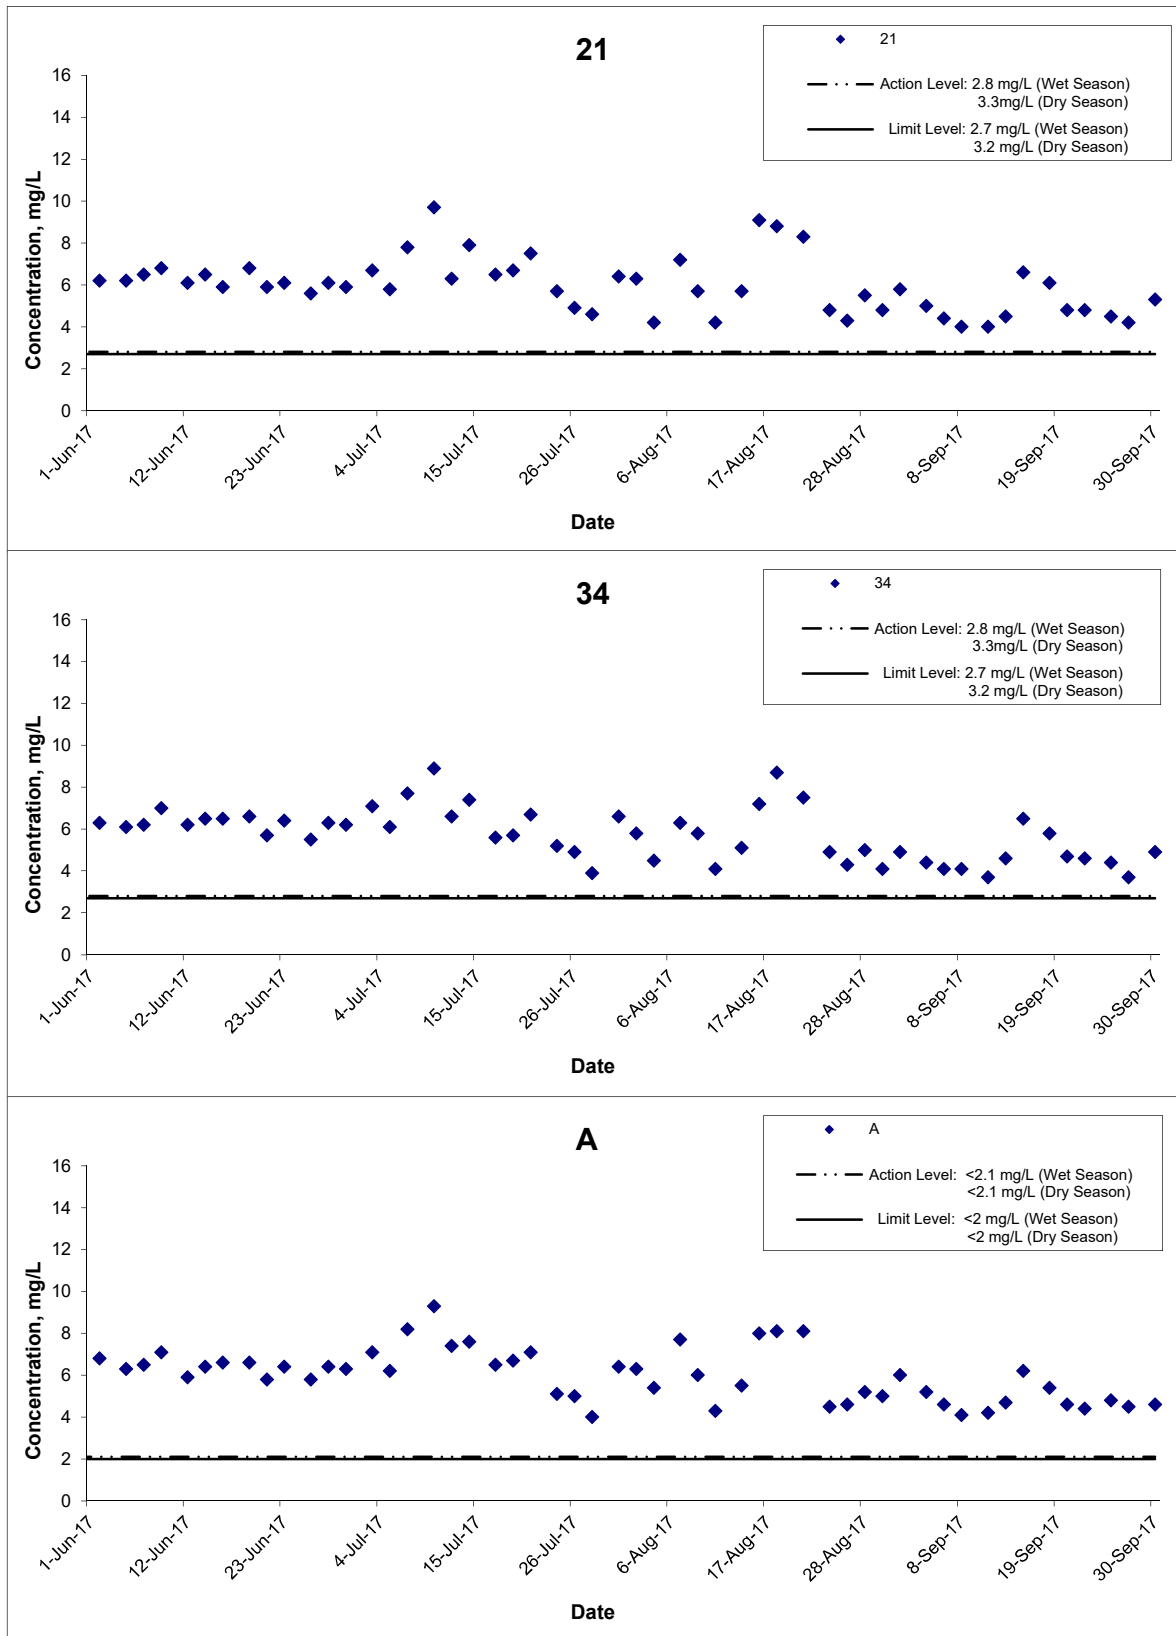 21
21
Action Level: 2.8 mg/L (Wet Season)
3.3mg/L (Dry Season)
Limit Level: 2.7 mg/L (Wet Season)
3.2 mg/L (Dry Season)
Concentration, mg/L
16
14
12
10
8
6
4
2
0
1-Jun-17
12-Jun-17
23-Jun-17
4-Jul-17
15-Jul-17
26-Jul-17
6-Aug-17
17-Aug-17
28-Aug-17
8-Sep-17
19-Sep-17
30-Sep-17
Date
34
34
Action Level: 2.8 mg/L (Wet Season)
3.3mg/L (Dry Season)
Limit Level: 2.7 mg/L (Wet Season)
3.2 mg/L (Dry Season)
Concentration, mg/L
16
14
12
10
8
6
4
2
0
1-Jun-17
12-Jun-17
23-Jun-17
4-Jul-17
15-Jul-17
26-Jul-17
6-Aug-17
17-Aug-17
28-Aug-17
8-Sep-17
19-Sep-17
30-Sep-17
Date
A
A
Action Level: <2.1 mg/L (Wet Season)
<2.1 mg/L (Dry Season)
Limit Level: <2 mg/L (Wet Season)
<2 mg/L (Dry Season)
Concentration, mg/L
16
14
12
10
8
6
4
2
0
1-Jun-17
12-Jun-17
23-Jun-17
4-Jul-17
15-Jul-17
26-Jul-17
6-Aug-17
17-Aug-17
28-Aug-17
8-Sep-17
19-Sep-17
30-Sep-17
Date